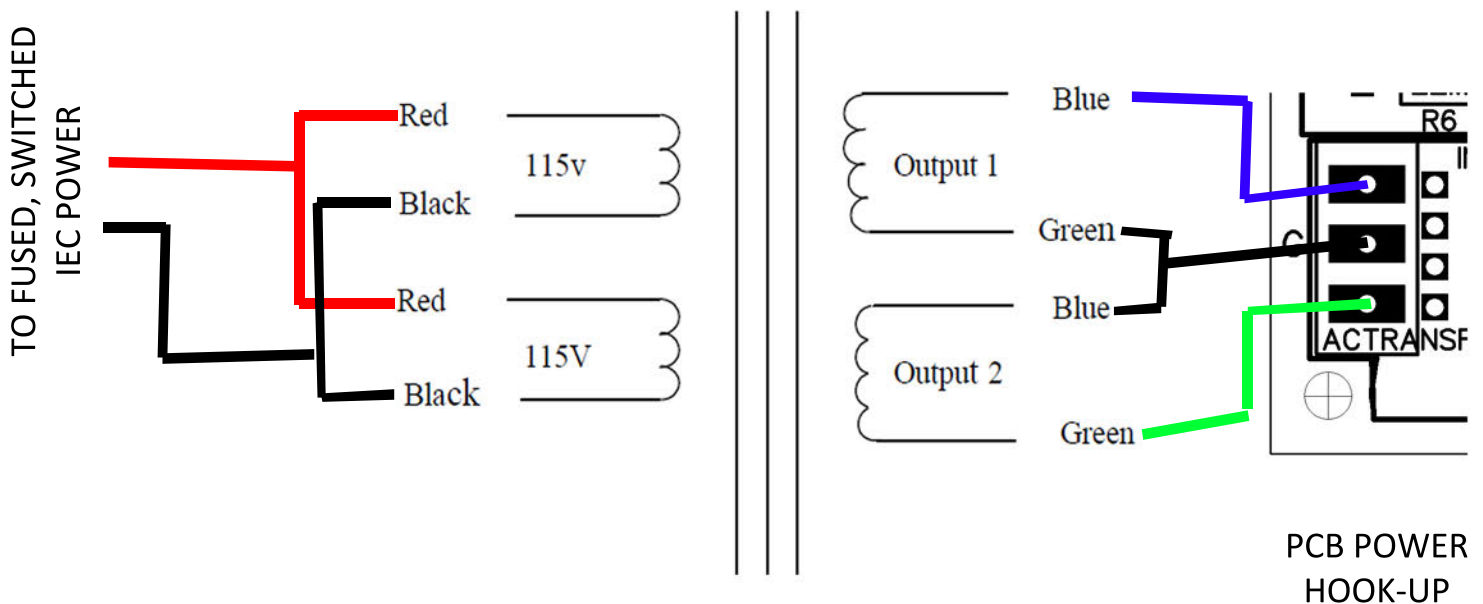 TO FUSED, SWITCHED
IEC POWER
Red
115v
Black
Red
115V
Black
Blue
Output 1
Green
Blue
Output 2
Green
R6
C
ACTRANSF
PCB POWER
HOOK-UP